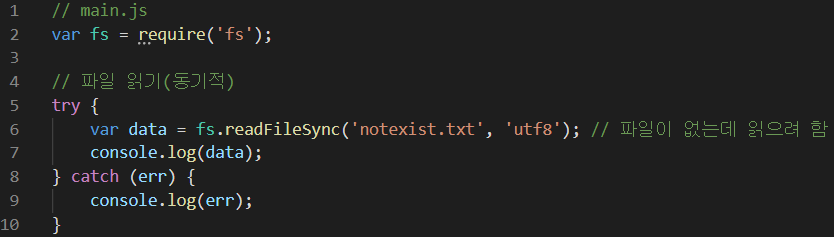 1 // main.js
2 var fs = require('fs');
3
4 // 파일 읽기(동기적)
5 try {
6     var data = fs.readFileSync('notexist.txt', 'utf8'); // 파일이 없는데 읽으려 함
7     console.log(data);
8 } catch (err) {
9     console.log(err);
10 }